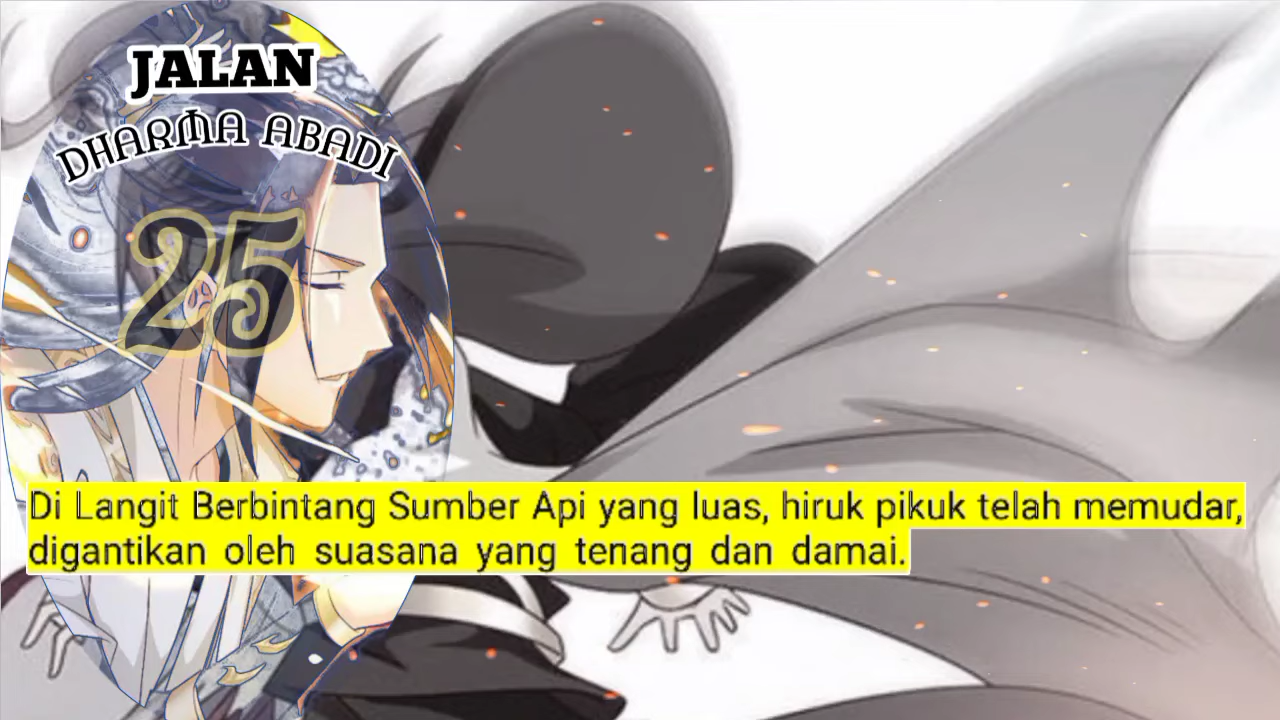 JALAN
DHARMA ABADI
25
Di Langit Berbintang Sumber Api yang luas, hiruk pikuk telah memudar,
digantikan oleh suasana yang tenang dan damai.